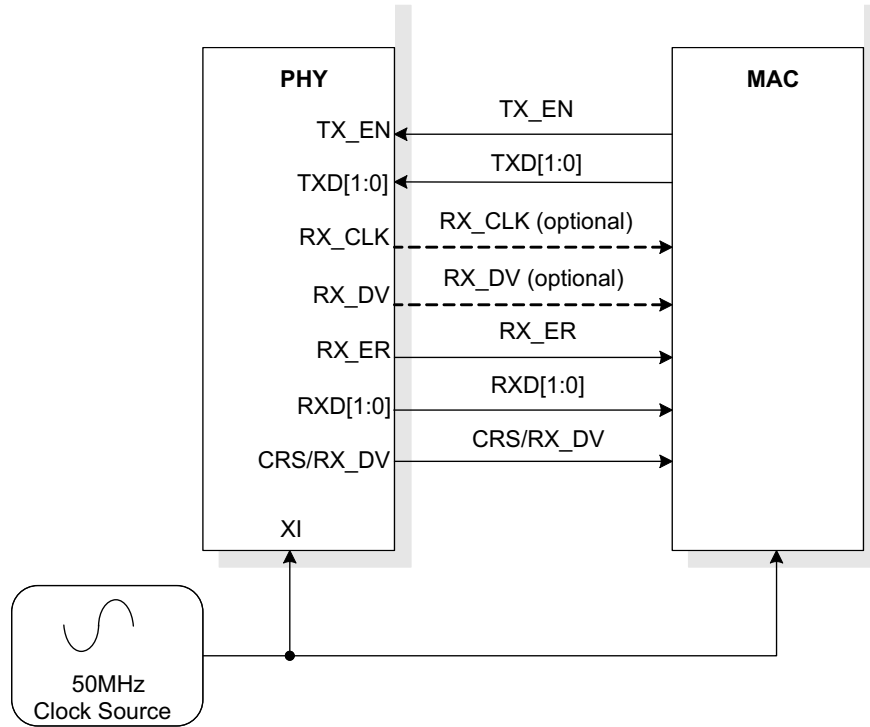 PHY
MAC
TX_EN
TX_EN
TXD[1:0]
TXD[1:0]
RX_CLK
RX_CLK (optional)
RX_DV
RX_DV (optional)
RX_ER
RX_ER
RXD[1:0]
RXD[1:0]
CRS/RX_DV
CRS/RX_DV
XI
50MHz
Clock Source